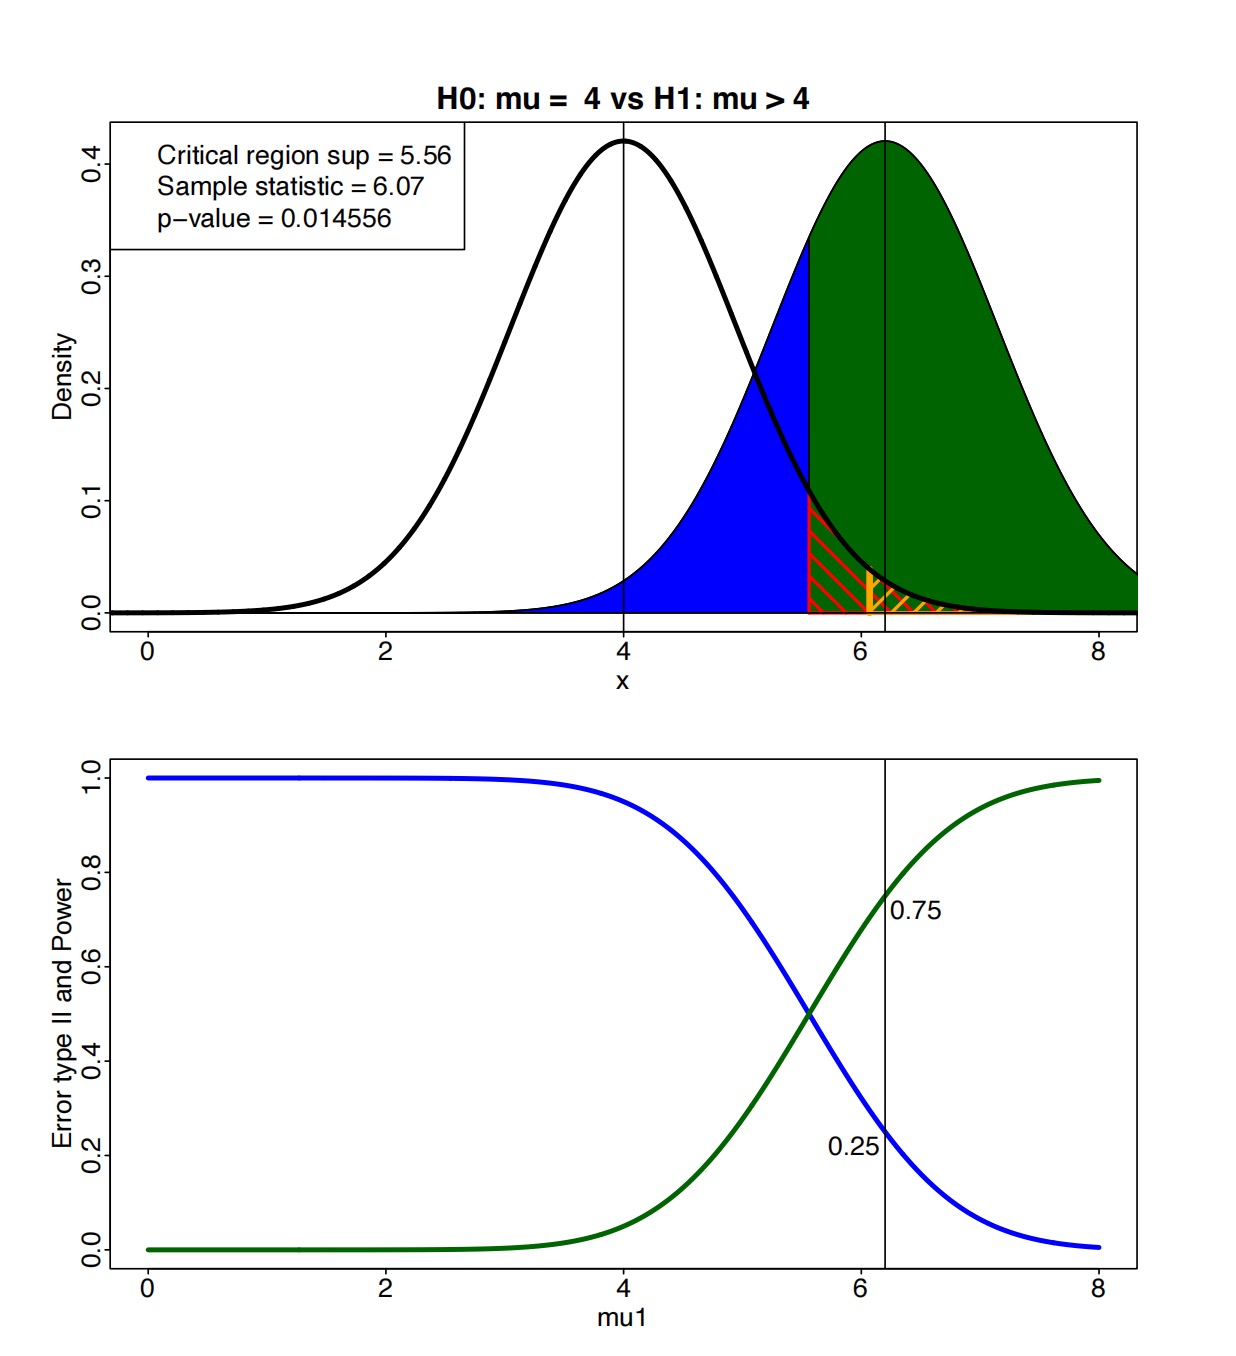 H0: mu =  4 vs H1: mu > 4
Critical region sup = 5.56
Sample statistic = 6.07
p−value = 0.014556
Density
0.4
0.3
0.2
0.1
0.0
0 2 4 6 8
x
Error type II and Power
1.0
0.8
0.6
0.4
0.2
0.0
0.75
0.25
0 2 4 6 8
mu1